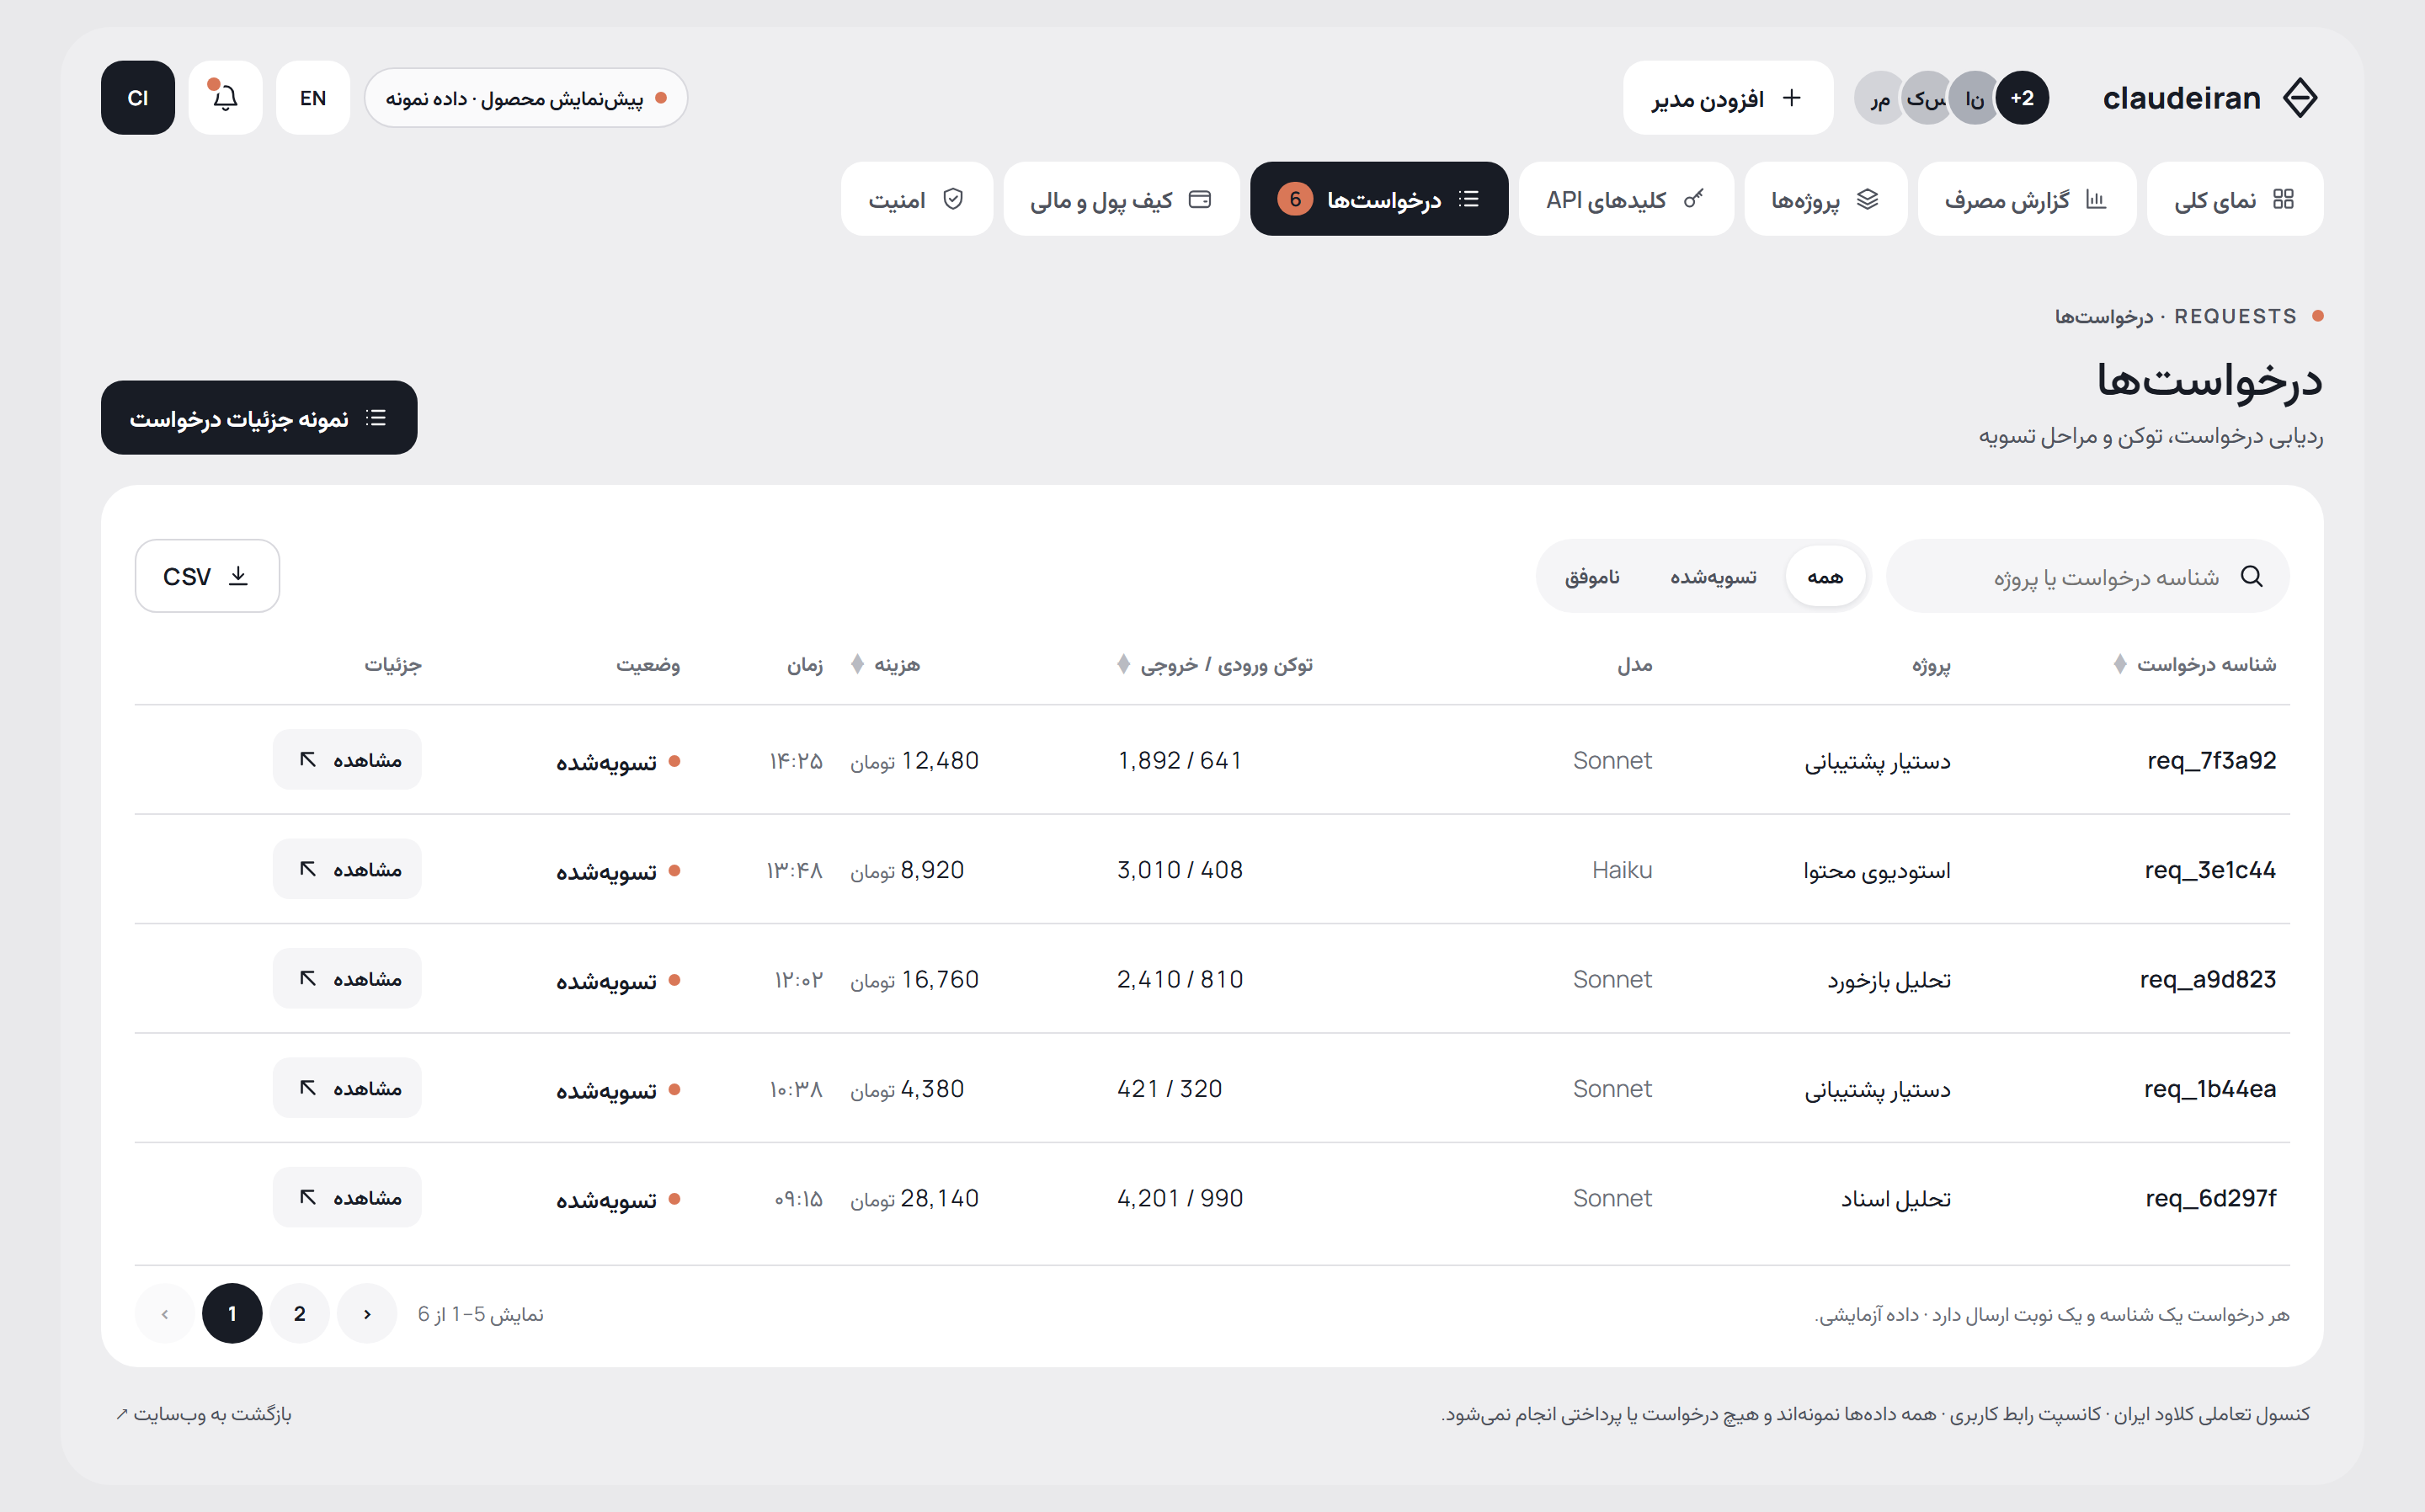 claudeiran
+2 نا سک مر
افزودن مدیر
پیش‌نمایش محصول · داده نمونه
EN
CI
نمای کلی
گزارش مصرف
پروژه‌ها
کلیدهای API
درخواست‌ها 6
کیف پول و مالی
امنیت
REQUESTS · درخواست‌ها
درخواست‌ها
ردیابی درخواست، توکن و مراحل تسویه
نمونه جزئیات درخواست
شناسه درخواست یا پروژه
همه تسویه‌شده ناموفق
CSV
شناسه درخواست پروژه مدل توکن ورودی / خروجی هزینه زمان وضعیت جزئیات
req_7f3a92 دستیار پشتیبانی Sonnet 1,892 / 641 12,480 تومان ۱۴:۲۵ تسویه‌شده مشاهده
req_3e1c44 استودیوی محتوا Haiku 3,010 / 408 8,920 تومان ۱۳:۴۸ تسویه‌شده مشاهده
req_a9d823 تحلیل بازخورد Sonnet 2,410 / 810 16,760 تومان ۱۲:۰۲ تسویه‌شده مشاهده
req_1b44ea دستیار پشتیبانی Sonnet 421 / 320 4,380 تومان ۱۰:۳۸ تسویه‌شده مشاهده
req_6d297f تحلیل اسناد Sonnet 4,201 / 990 28,140 تومان ۰۹:۱۵ تسویه‌شده مشاهده
هر درخواست یک شناسه و یک نوبت ارسال دارد · داده آزمایشی.
نمایش 1–5 از 6
‹ 1 2 ›
کنسول تعاملی کلاود ایران · کانسپت رابط کاربری · همه داده‌ها نمونه‌اند و هیچ درخواست یا پرداختی انجام نمی‌شود.
بازگشت به وب‌سایت ↗